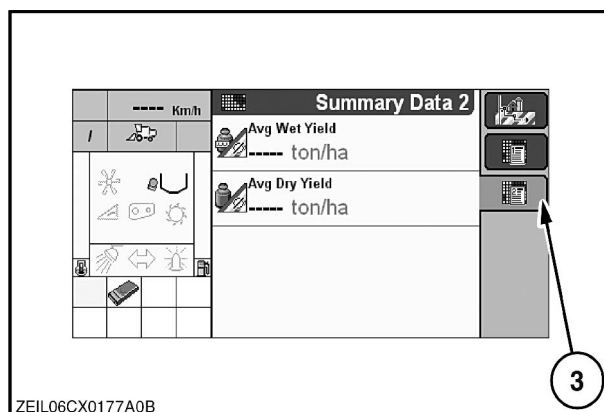 ---- Km/h
Summary Data 2
I
Avg Wet Yield
----- ton/ha
Avg Dry Yield
----- ton/ha
3
ZEIL06CX0177A0B